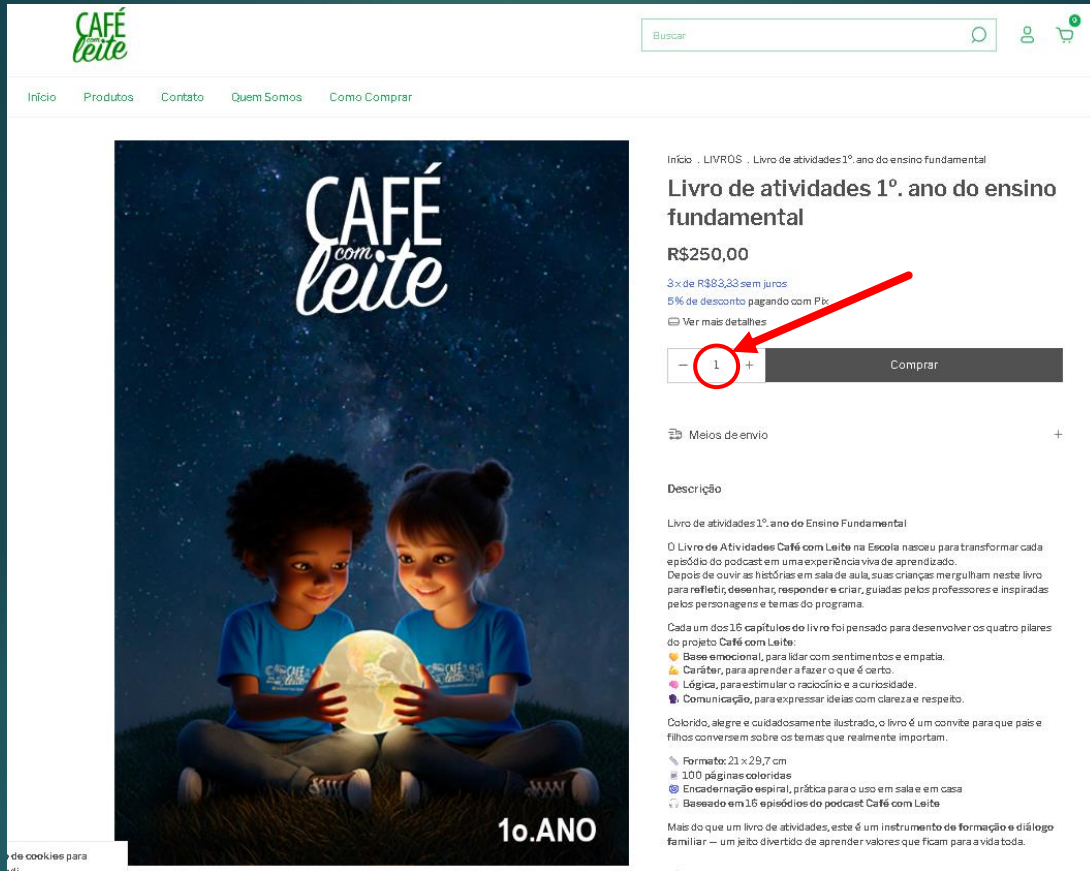 CAFÉ
com
leite
Buscar
0
Início Produtos Contato Quem Somos Como Comprar
CAFÉ
com
leite
1o.ANO
Início . LIVROS . Livro de atividades 1º. ano do ensino fundamental
Livro de atividades 1º. ano do ensino
fundamental
R$250,00
3 x de R$83,33 sem juros
5% de desconto pagando com Pix
Ver mais detalhes
− 1 + Comprar
Meios de envio +
Descrição
Livro de atividades 1º. ano do Ensino Fundamental
O Livro de Atividades Café com Leite na Escola nasceu para transformar cada
episódio do podcast em uma experiência viva de aprendizado.
Depois de ouvir as histórias em sala de aula, suas crianças mergulham neste livro
para refletir, desenhar, responder e criar, guiadas pelos professores e inspiradas
pelos personagens e temas do programa.
Cada um dos 16 capítulos do livro foi pensado para desenvolver os quatro pilares
do projeto Café com Leite:
Base emocional, para lidar com sentimentos e empatia.
Caráter, para aprender a fazer o que é certo.
Lógica, para estimular o raciocínio e a curiosidade.
Comunicação, para expressar ideias com clareza e respeito.
Colorido, alegre e cuidadosamente ilustrado, o livro é um convite para que pais e
filhos conversem sobre os temas que realmente importam.
Formato: 21 x 29,7 cm
100 páginas coloridas
Encadernação espiral, prática para o uso em sala e em casa
Baseado em 16 episódios do podcast Café com Leite
Mais do que um livro de atividades, este é um instrumento de formação e diálogo
familiar — um jeito divertido de aprender valores que ficam para a vida toda.
de cookies para